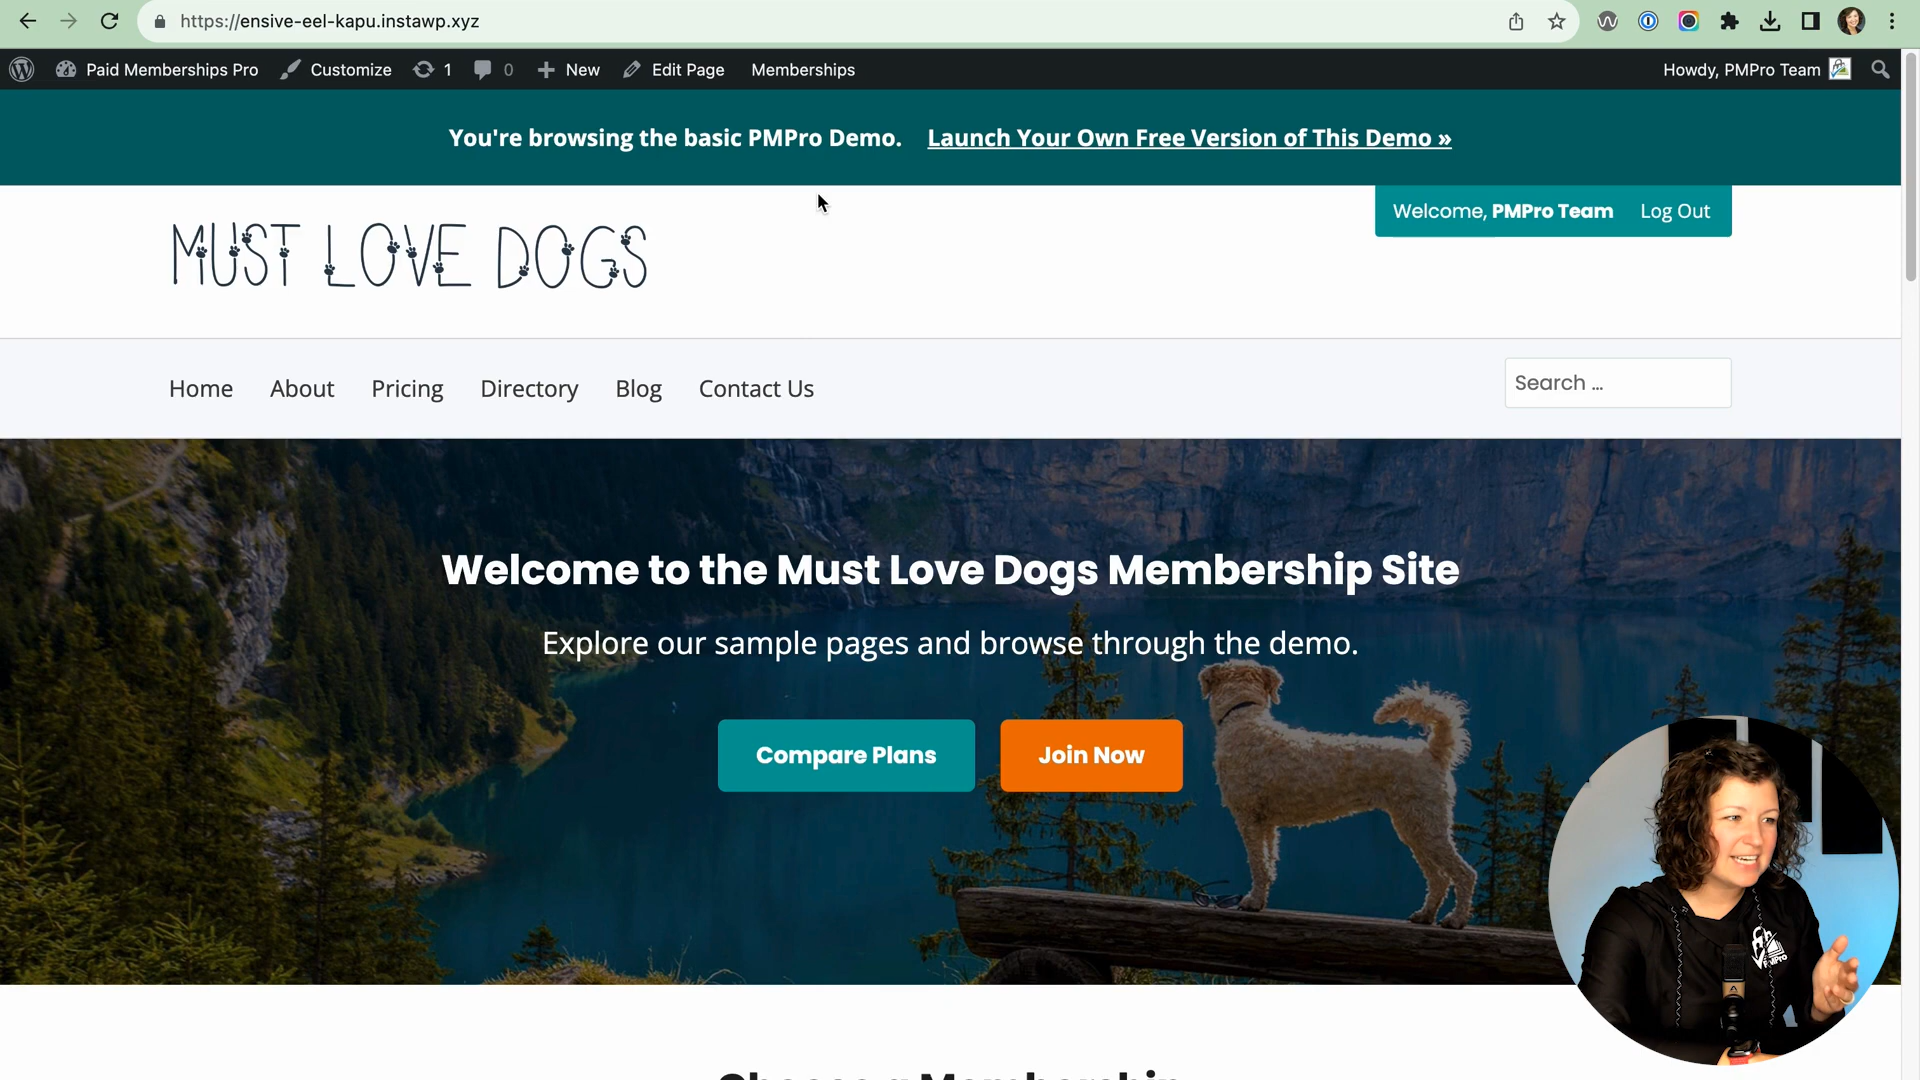 https://ensive-eel-kapu.instawp.xyz
Paid Memberships Pro Customize 1 0 New Edit Page Memberships Howdy, PMPro Team
You're browsing the basic PMPro Demo. Launch Your Own Free Version of This Demo »
Welcome, PMPro Team Log Out
MUST LOVE DOGS
Home About Pricing Directory Blog Contact Us Search …
Welcome to the Must Love Dogs Membership Site
Explore our sample pages and browse through the demo.
Compare Plans Join Now
PMPro
Choose a Membership